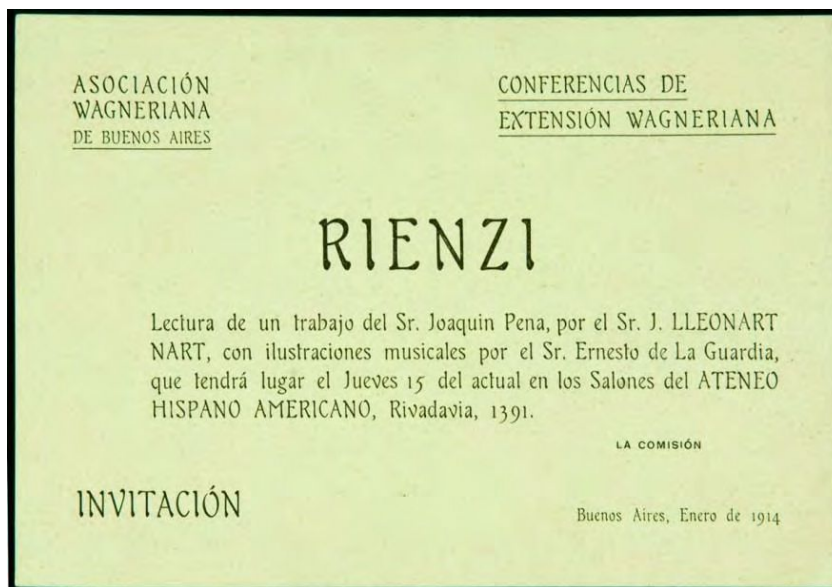 ASOCIACIÓN
WAGNERIANA
DE BUENOS AIRES
CONFERENCIAS DE
EXTENSIÓN WAGNERIANA
RIENZI
Lectura de un trabajo del Sr. Joaquin Pena, por el Sr. J. LLEONART
NART, con ilustraciones musicales por el Sr. Ernesto de La Guardia,
que tendrá lugar el Jueves 15 del actual en los Salones del ATENEO
HISPANO AMERICANO, Rivadavia, 1391.
LA COMISIÓN
INVITACIÓN
Buenos Aires, Enero de 1914